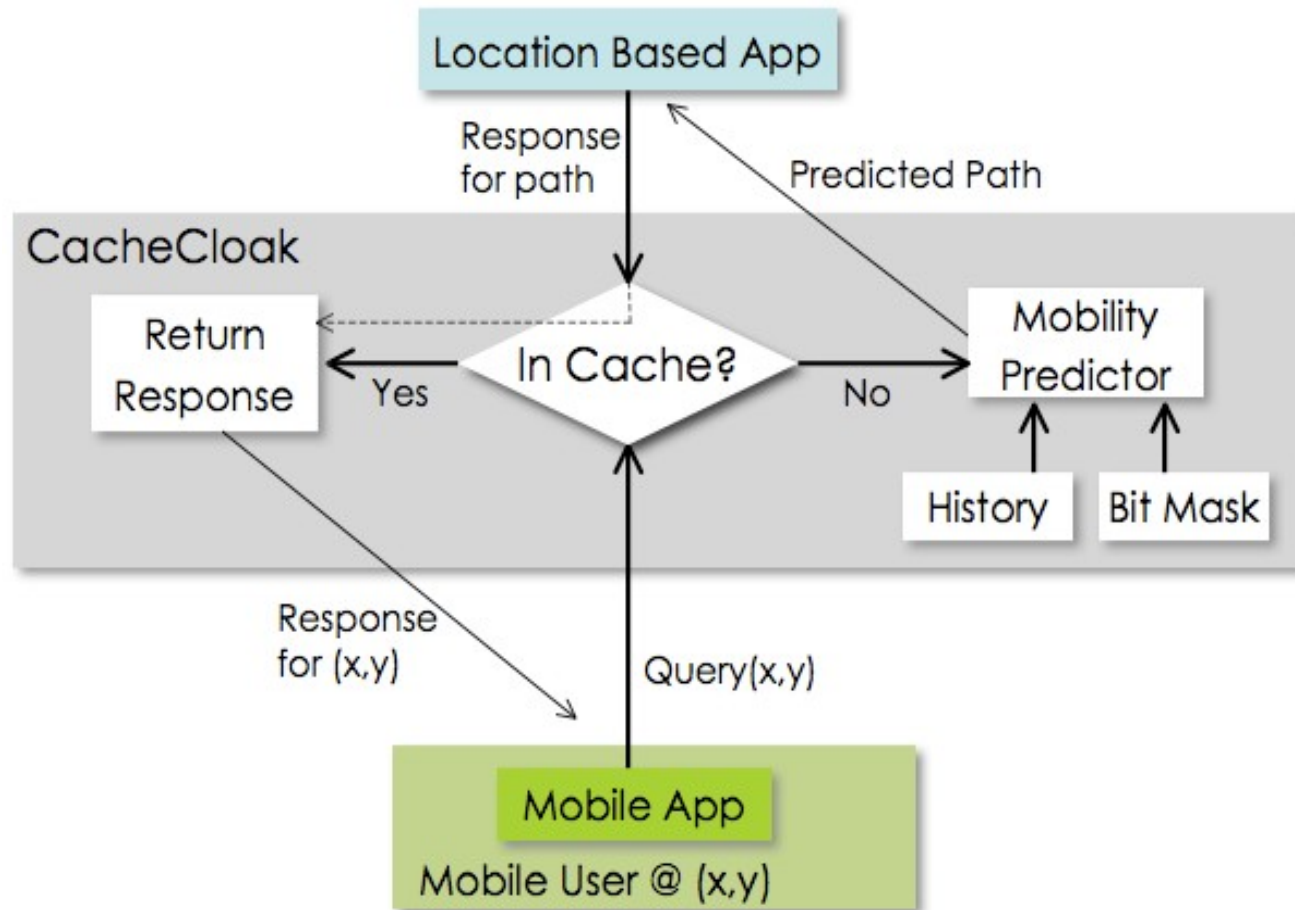 Location Based App
Response
for path
Predicted Path
CacheCloak
Return
Response
Yes
In Cache?
No
Mobility
Predictor
History
Bit Mask
Response
for (x,y)
Query(x,y)
Mobile App
Mobile User @ (x,y)